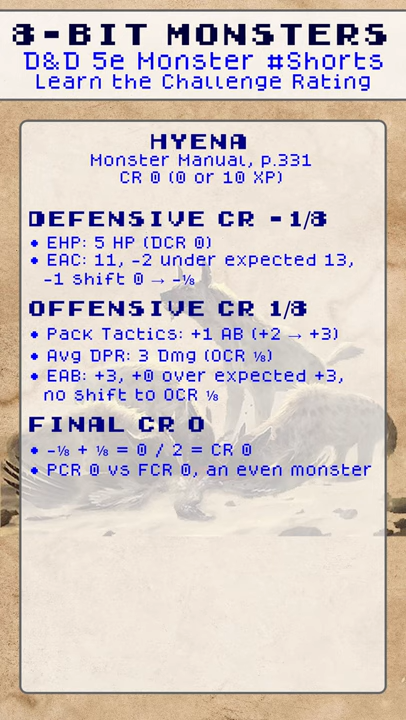 8-BIT MONSTERS
D&D 5e Monster #Shorts
Learn the Challenge Rating
HYENA
Monster Manual, p.331
CR 0 (0 or 10 XP)
DEFENSIVE CR -1/8
• EHP: 5 HP (DCR 0)
• EAC: 11, -2 under expected 13,
-1 shift 0 → -⅛
OFFENSIVE CR 1/8
• Pack Tactics: +1 AB (+2 → +3)
• Avg DPR: 3 Dmg (OCR ⅛)
• EAB: +3, +0 over expected +3,
no shift to OCR ⅛
FINAL CR 0
• -⅛ + ⅛ = 0 / 2 = CR 0
• PCR 0 vs FCR 0, an even monster